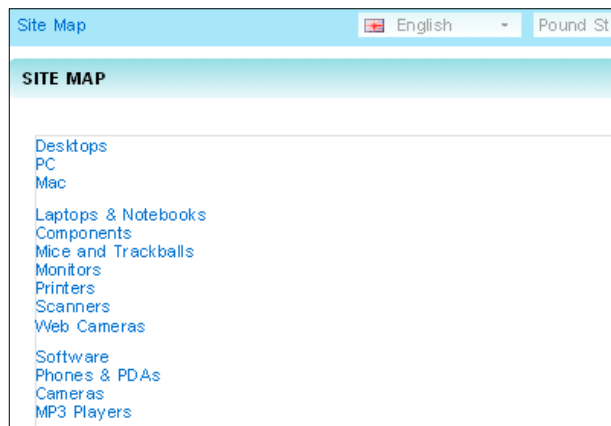 Site Map English Pound St
SITE MAP
Desktops
PC
Mac
Laptops & Notebooks
Components
Mice and Trackballs
Monitors
Printers
Scanners
Web Cameras
Software
Phones & PDAs
Cameras
MP3 Players